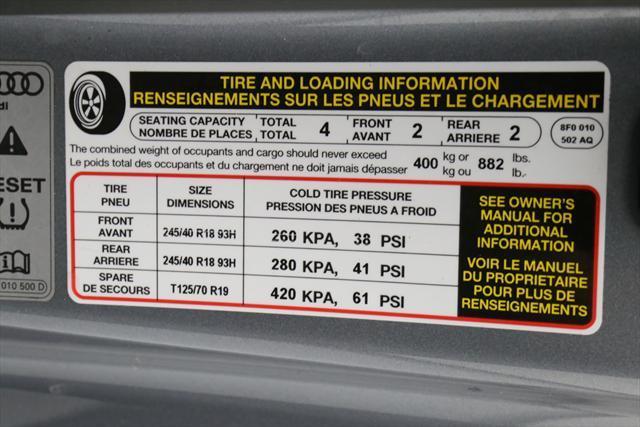 di
ESET
010 500 D
TIRE AND LOADING INFORMATION
RENSEIGNEMENTS SUR LES PNEUS ET LE CHARGEMENT
SEATING CAPACITY TOTAL 4 FRONT 2 REAR 2
NOMBRE DE PLACES TOTAL AVANT ARRIERE
8F0 010
502 AQ
The combined weight of occupants and cargo should never exceed 400 kg or 882 lbs.
Le poids total des occupants et du chargement ne doit jamais dépasser kg ou lb.
TIRE SIZE COLD TIRE PRESSURE
PNEU DIMENSIONS PRESSION DES PNEUS A FROID
FRONT
AVANT 245/40 R18 93H 260 KPA, 38 PSI
REAR
ARRIERE 245/40 R18 93H 280 KPA, 41 PSI
SPARE
DE SECOURS T125/70 R19 420 KPA, 61 PSI
SEE OWNER'S
MANUAL FOR
ADDITIONAL
INFORMATION
VOIR LE MANUEL
DU PROPRIETAIRE
POUR PLUS DE
RENSEIGNEMENTS